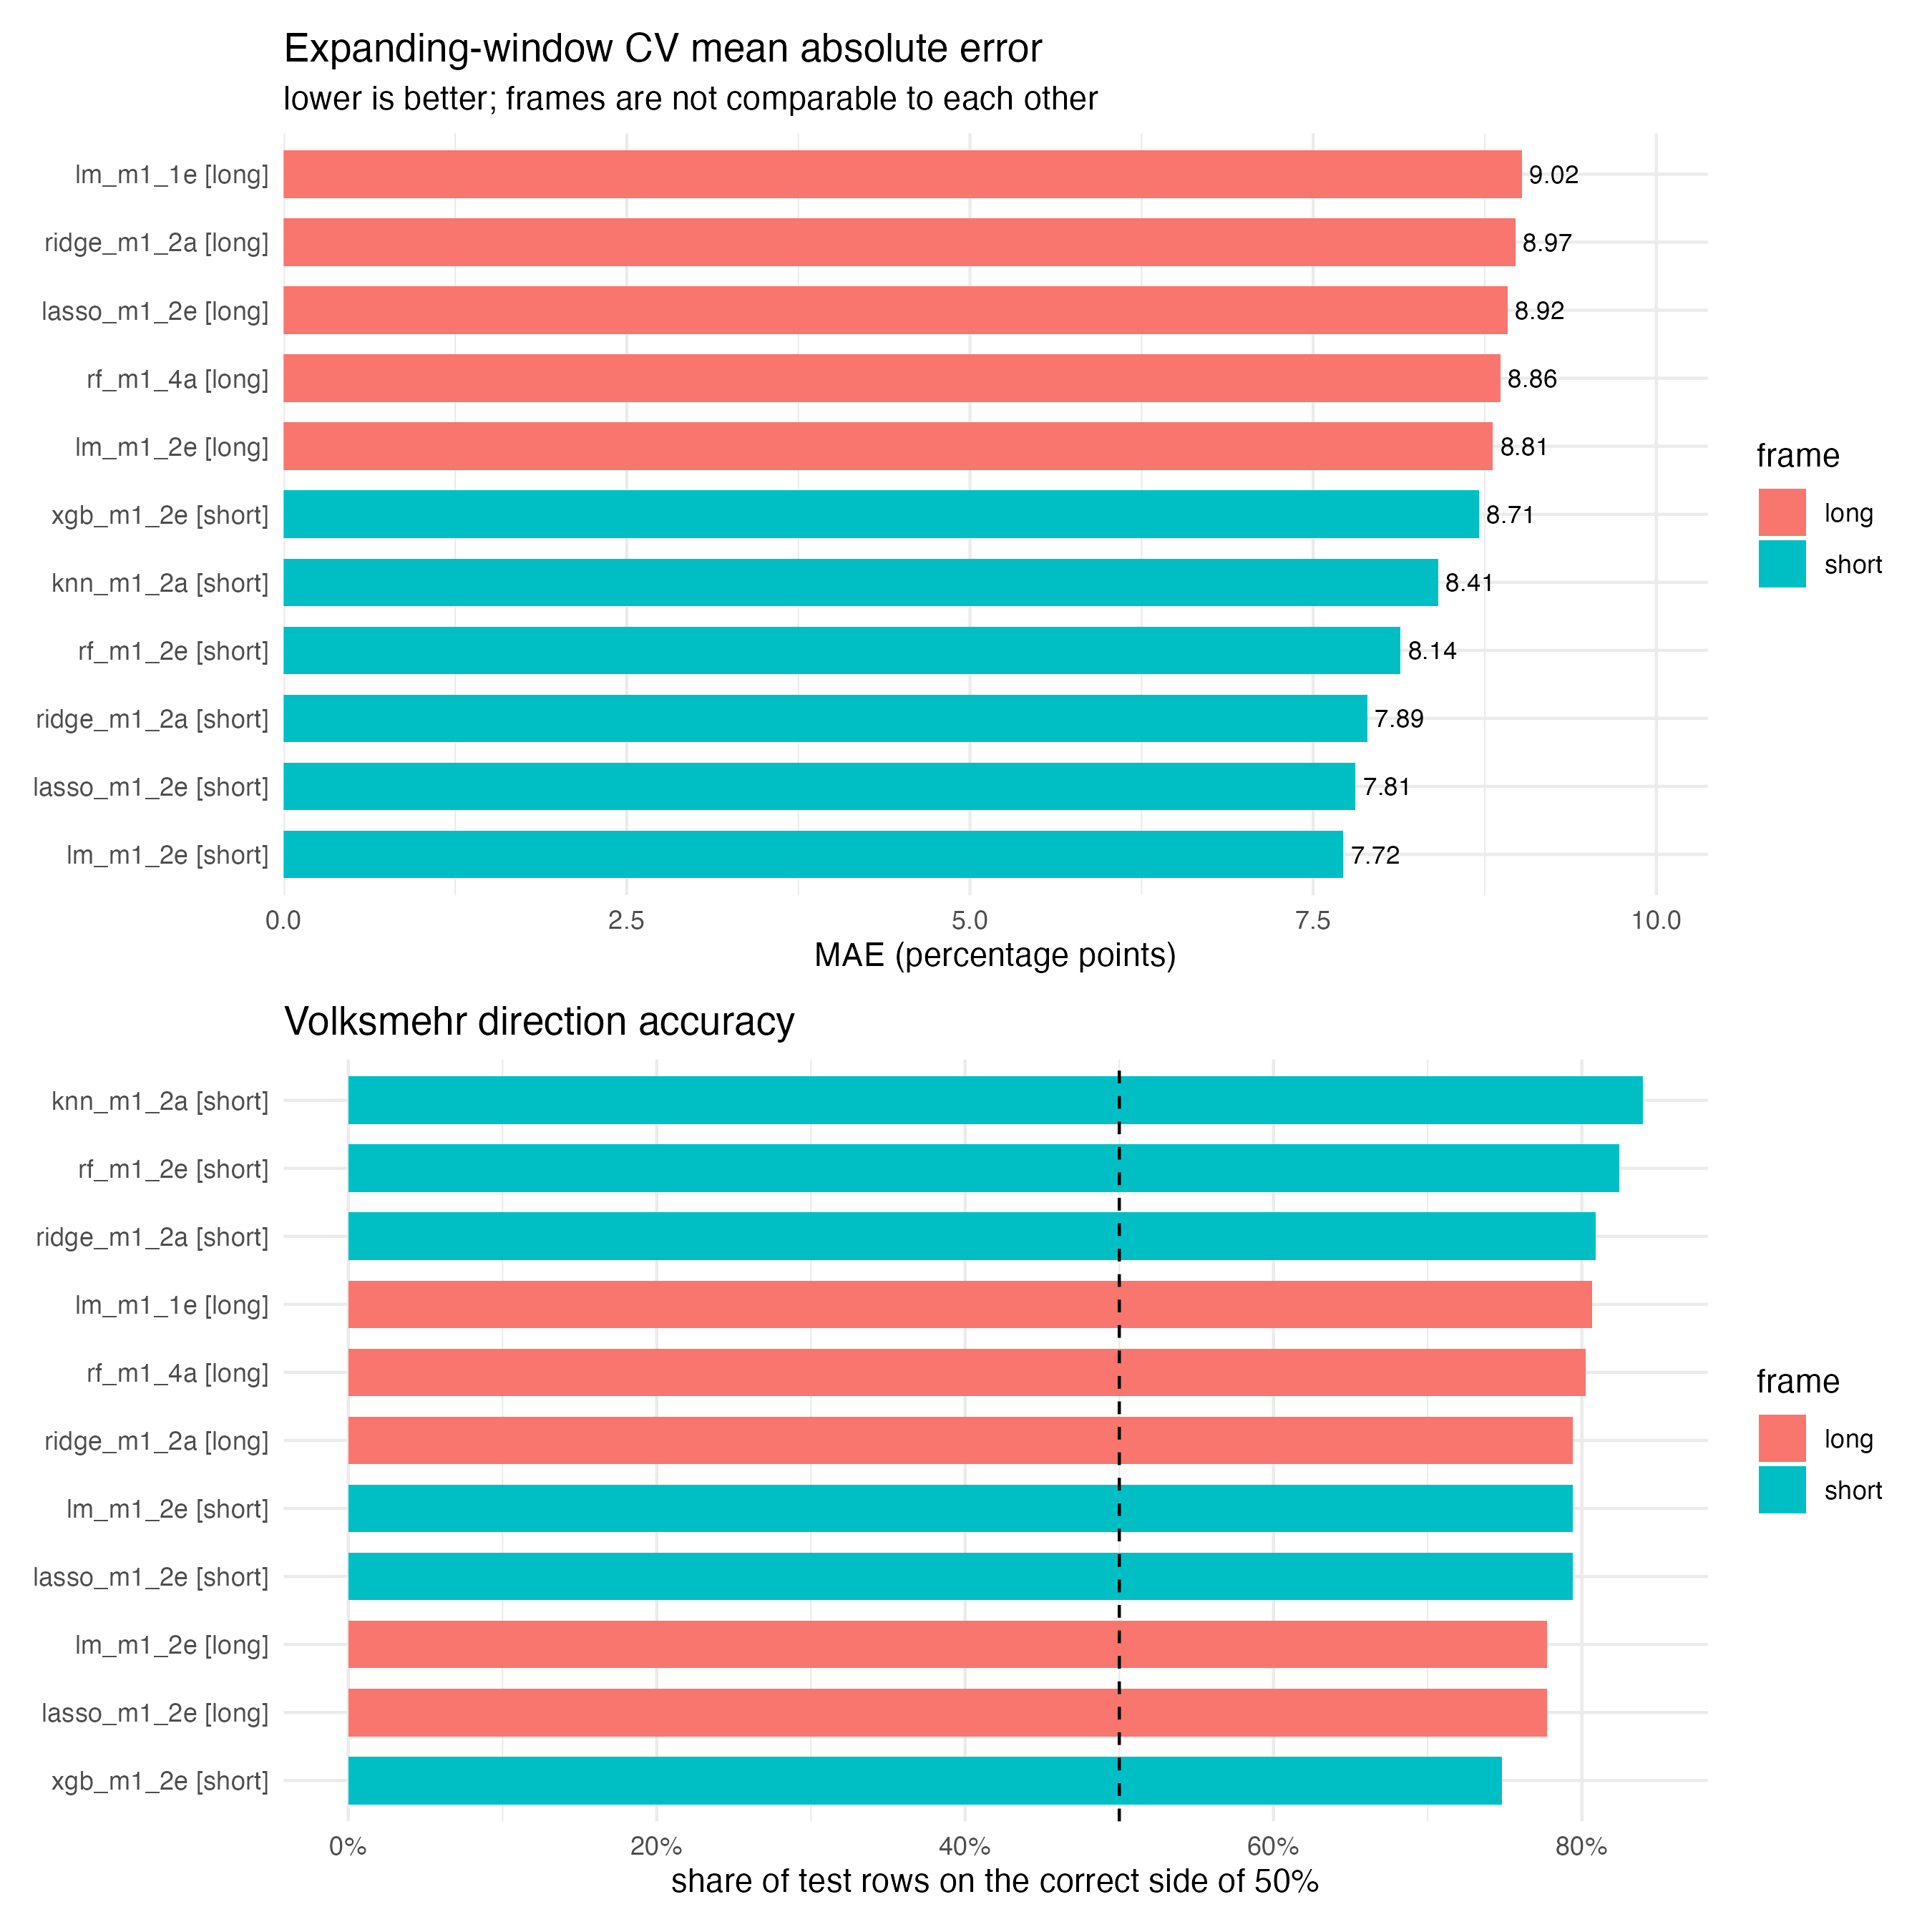 Expanding-window CV mean absolute error
lower is better; frames are not comparable to each other
lm_m1_1e [long]
9.02
ridge_m1_2a [long]
8.97
lasso_m1_2e [long]
8.92
rf_m1_4a [long]
8.86
lm_m1_2e [long]
8.81
xgb_m1_2e [short]
8.71
knn_m1_2a [short]
8.41
rf_m1_2e [short]
8.14
ridge_m1_2a [short]
7.89
lasso_m1_2e [short]
7.81
lm_m1_2e [short]
7.72
0.0 2.5 5.0 7.5 10.0
MAE (percentage points)
frame
long
short
Volksmehr direction accuracy
knn_m1_2a [short]
rf_m1_2e [short]
ridge_m1_2a [short]
lm_m1_1e [long]
rf_m1_4a [long]
ridge_m1_2a [long]
lm_m1_2e [short]
lasso_m1_2e [short]
lm_m1_2e [long]
lasso_m1_2e [long]
xgb_m1_2e [short]
0% 20% 40% 60% 80%
share of test rows on the correct side of 50%
frame
long
short